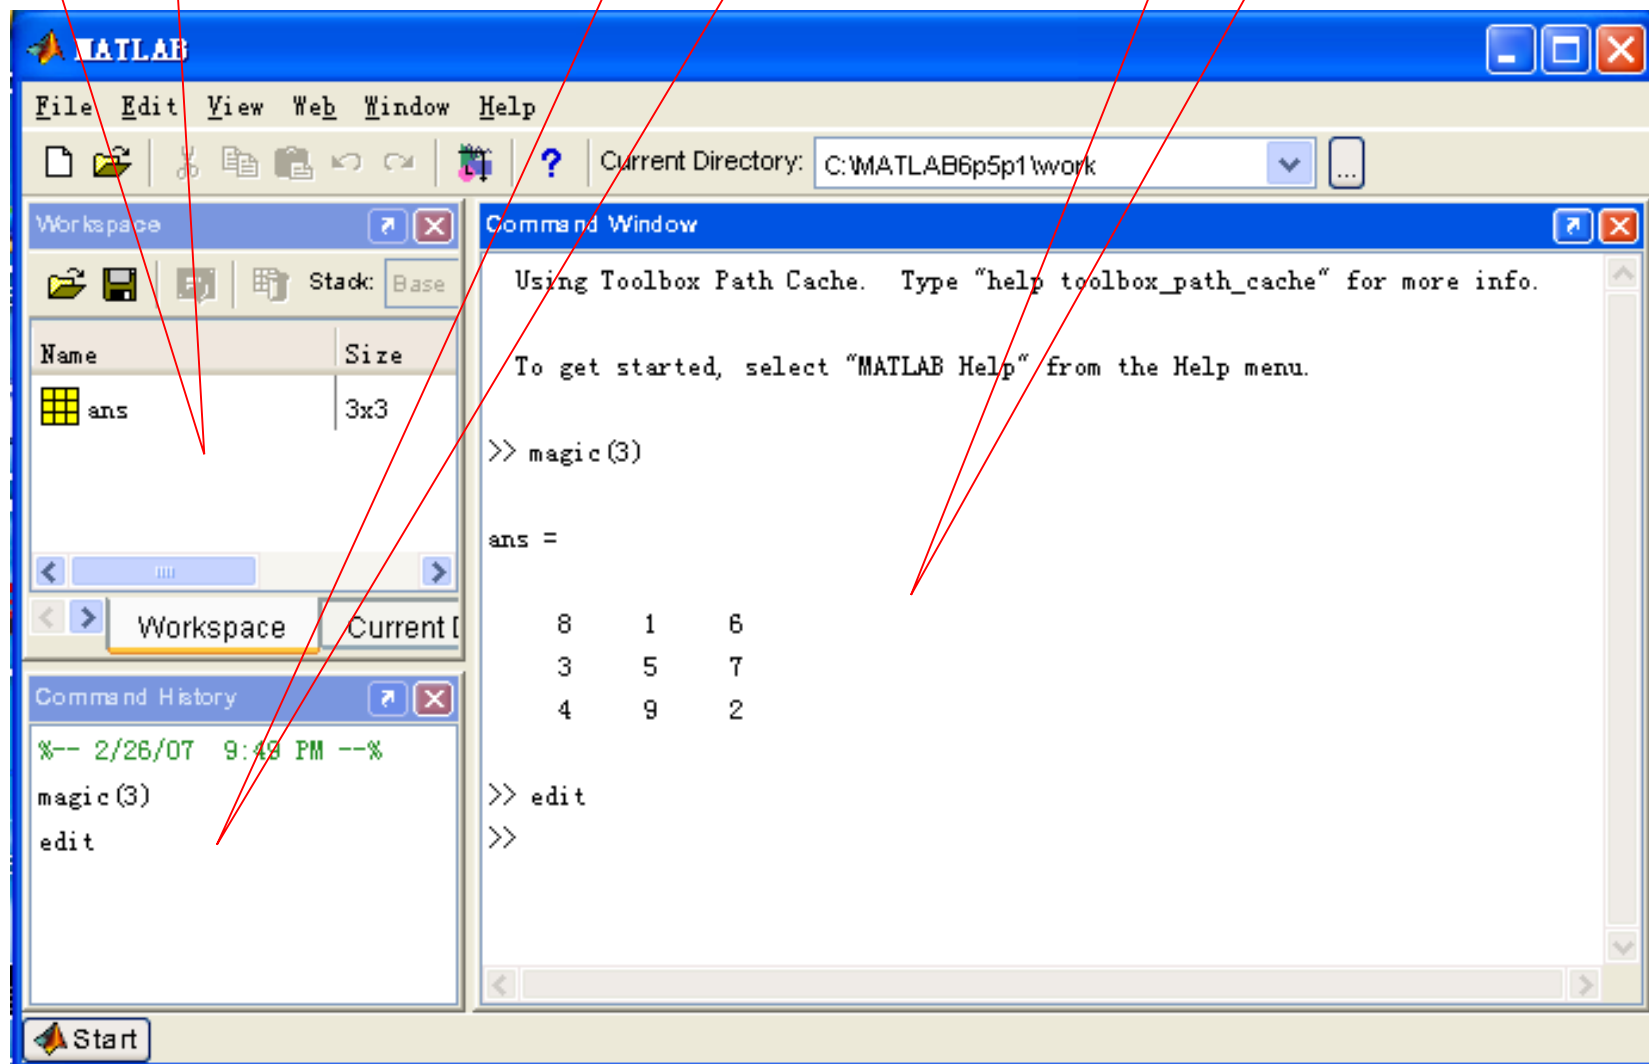 MATLAB
File Edit View Web Window Help
? Current Directory: C:\MATLAB6p5p1\work ...
Workspace
Stack: Base
Name Size
ans 3x3
Workspace Current D
Command History
%-- 2/26/07 9:49 PM --%
magic(3)
edit
Command Window
Using Toolbox Path Cache. Type "help toolbox_path_cache" for more info.
To get started, select "MATLAB Help" from the Help menu.
>> magic(3)
ans =
8 1 6
3 5 7
4 9 2
>> edit
>>
Start